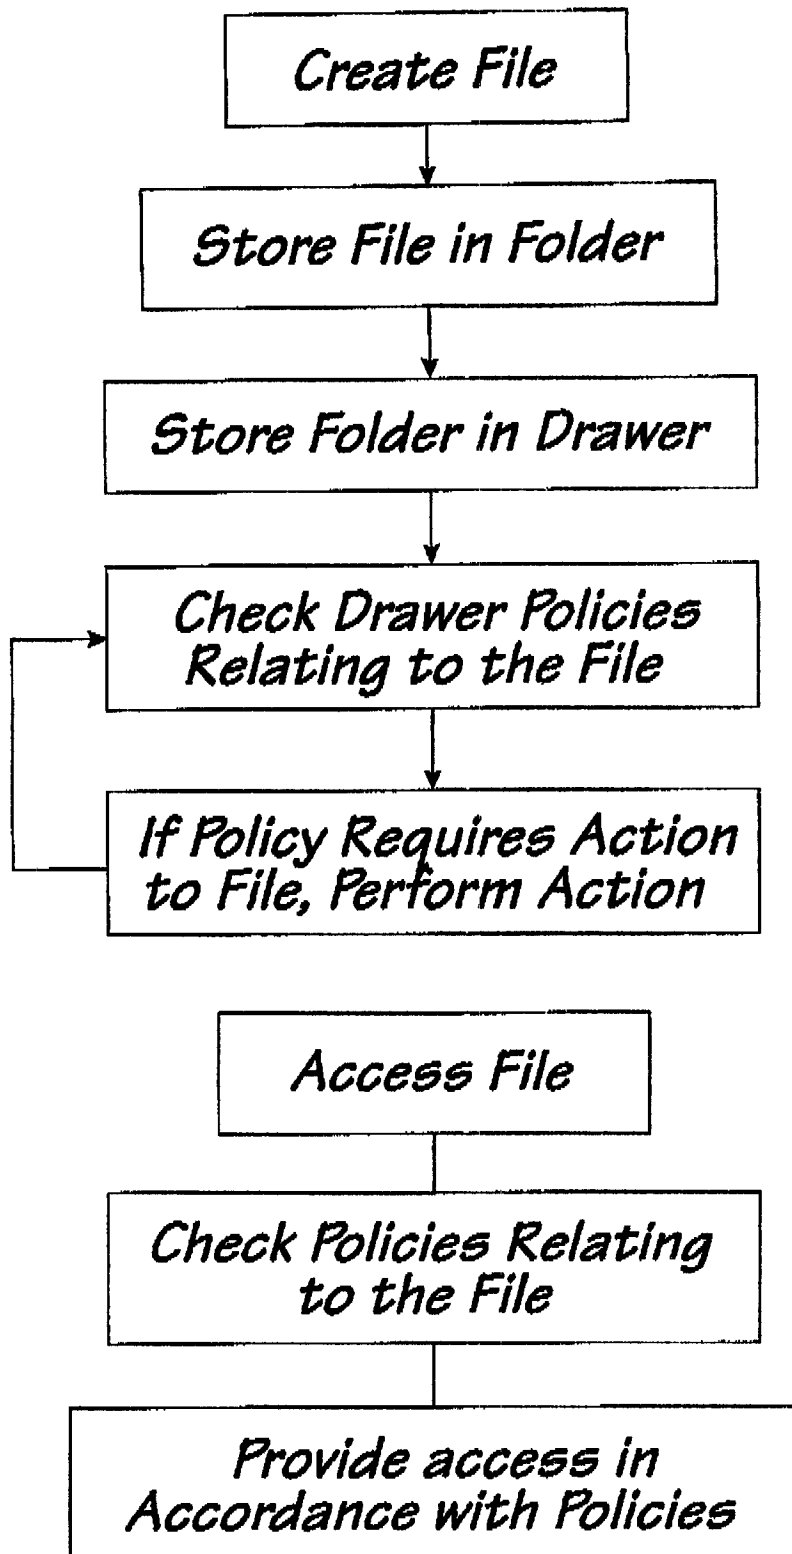 Create File
Store File in Folder
Store Folder in Drawer
Check Drawer Policies
Relating to the File
If Policy Requires Action
to File, Perform Action
Access File
Check Policies Relating
to the File
Provide access in
Accordance with Policies